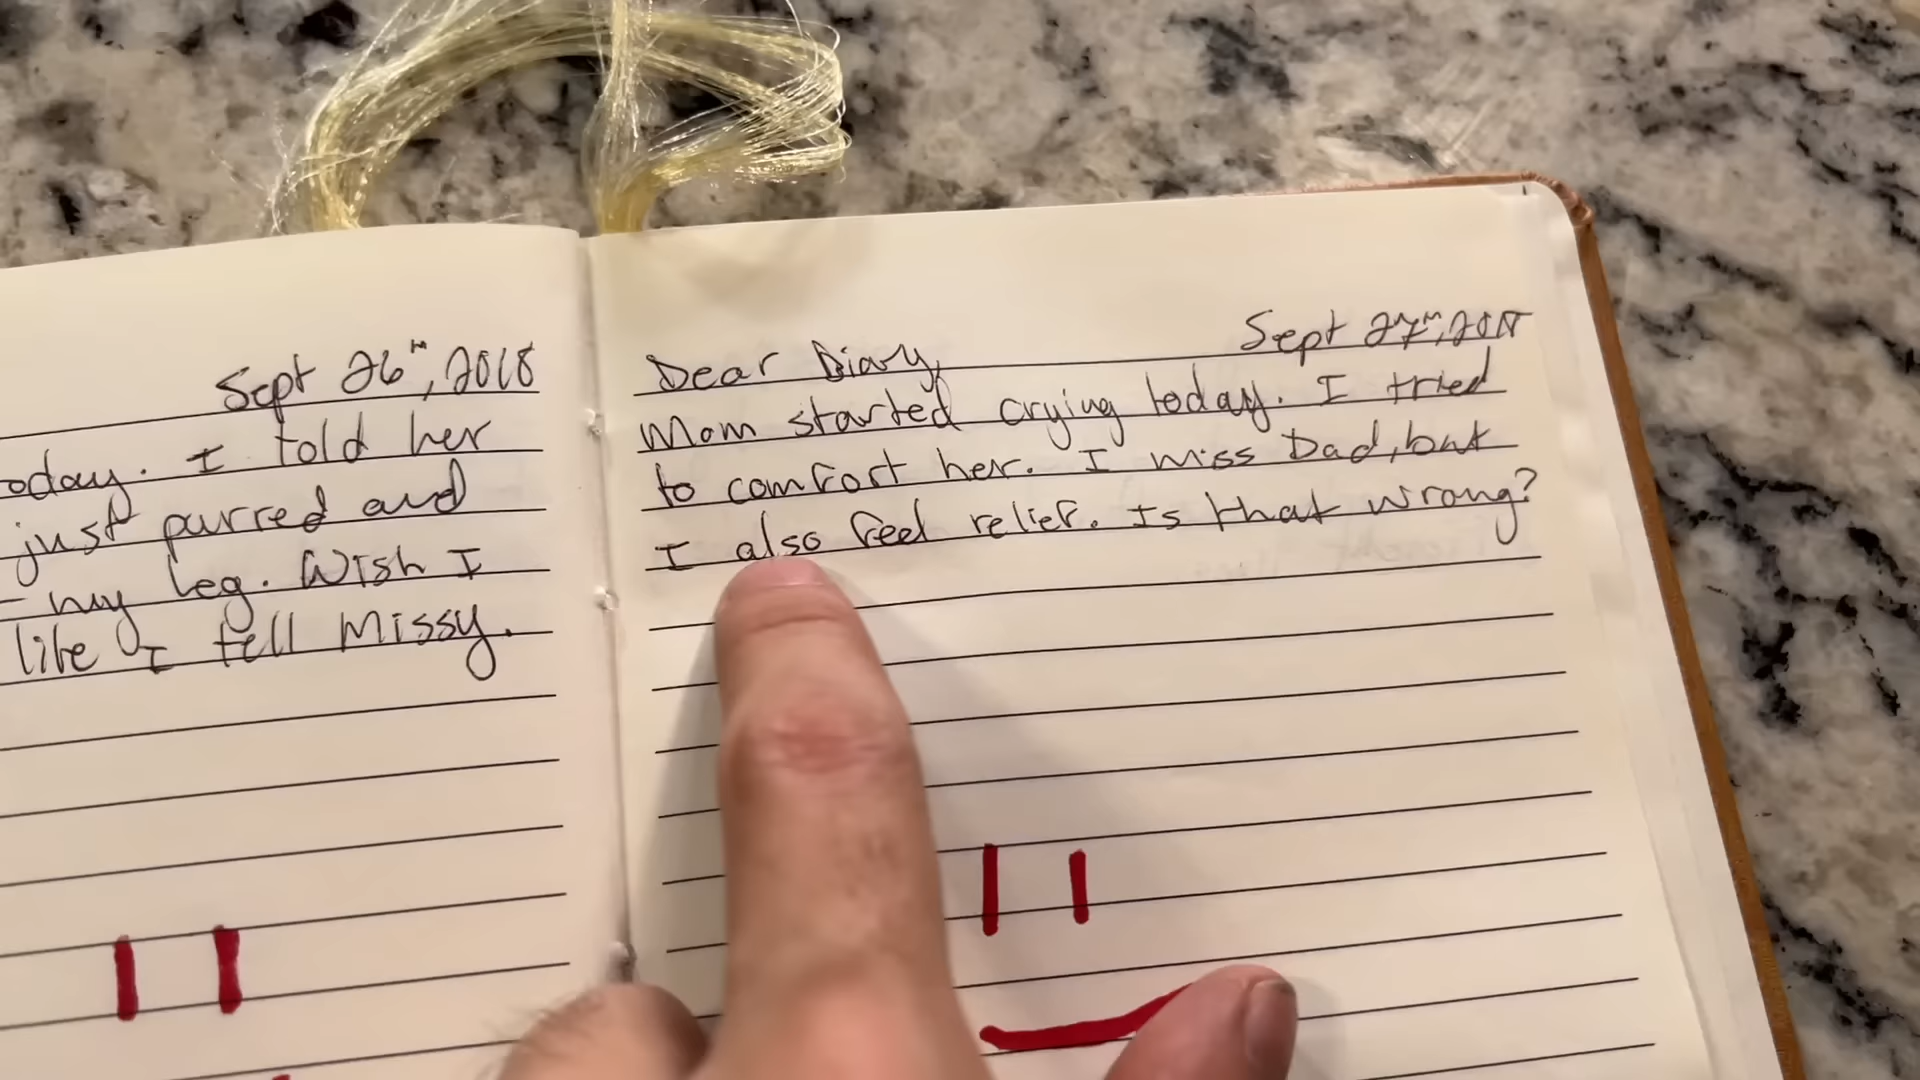 Sept 26th, 2018
oday. I told her
just purred and
my leg. Wish I
like I tell Missy.
Sept 27th, 2018
Dear Diary,
Mom started crying today. I tried
to comfort her. I miss Dad, but
I also feel relief. Is that wrong?